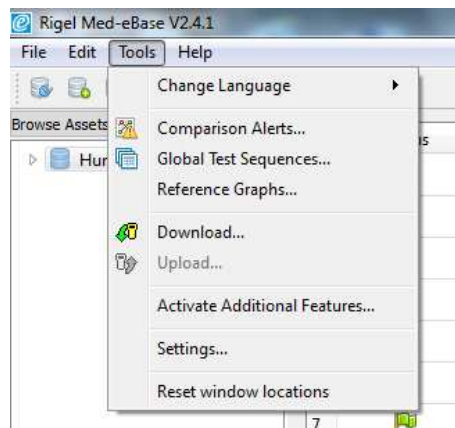 Rigel Med-eBase V2.4.1
File Edit Tools Help
Change Language
Browse Assets
Comparison Alerts...
Global Test Sequences...
Reference Graphs...
Download...
Upload...
Activate Additional Features...
Settings...
Reset window locations
7